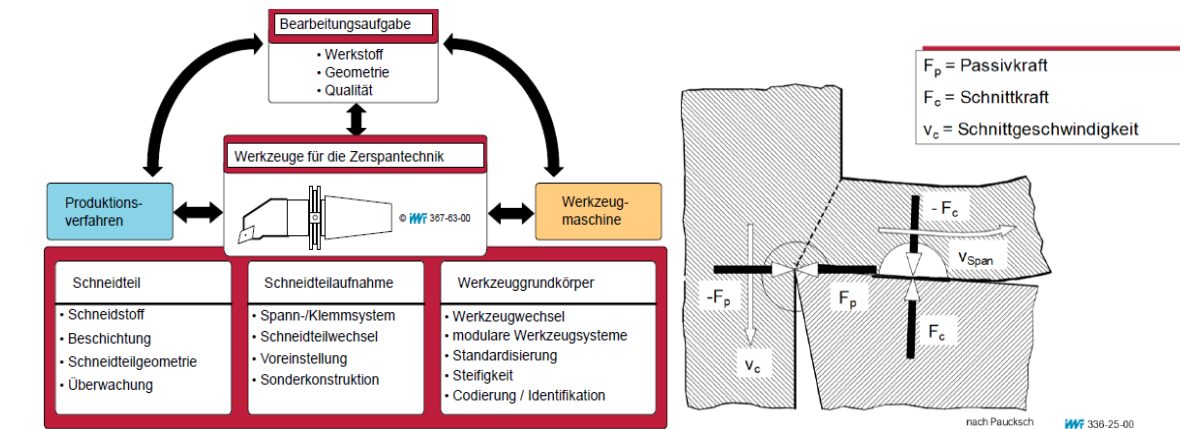 Bearbeitungsaufgabe
• Werkstoff
• Geometrie
• Qualität
Werkzeuge für die Zerspantechnik
© IWF 367-63-00
Produktions-
verfahren
Werkzeug-
maschine
Schneidteil
• Schneidstoff
• Beschichtung
• Schneidteilgeometrie
• Überwachung
Schneidteilaufnahme
• Spann-/Klemmsystem
• Schneidteilwechsel
• Voreinstellung
• Sonderkonstruktion
Werkzeuggrundkörper
• Werkzeugwechsel
• modulare Werkzeugsysteme
• Standardisierung
• Steifigkeit
• Codierung / Identifikation
Fp = Passivkraft
Fc = Schnittkraft
vc = Schnittgeschwindigkeit
- Fc
vSpan
-Fp
Fp
Fc
vc
nach Paucksch
IWF 336-25-00